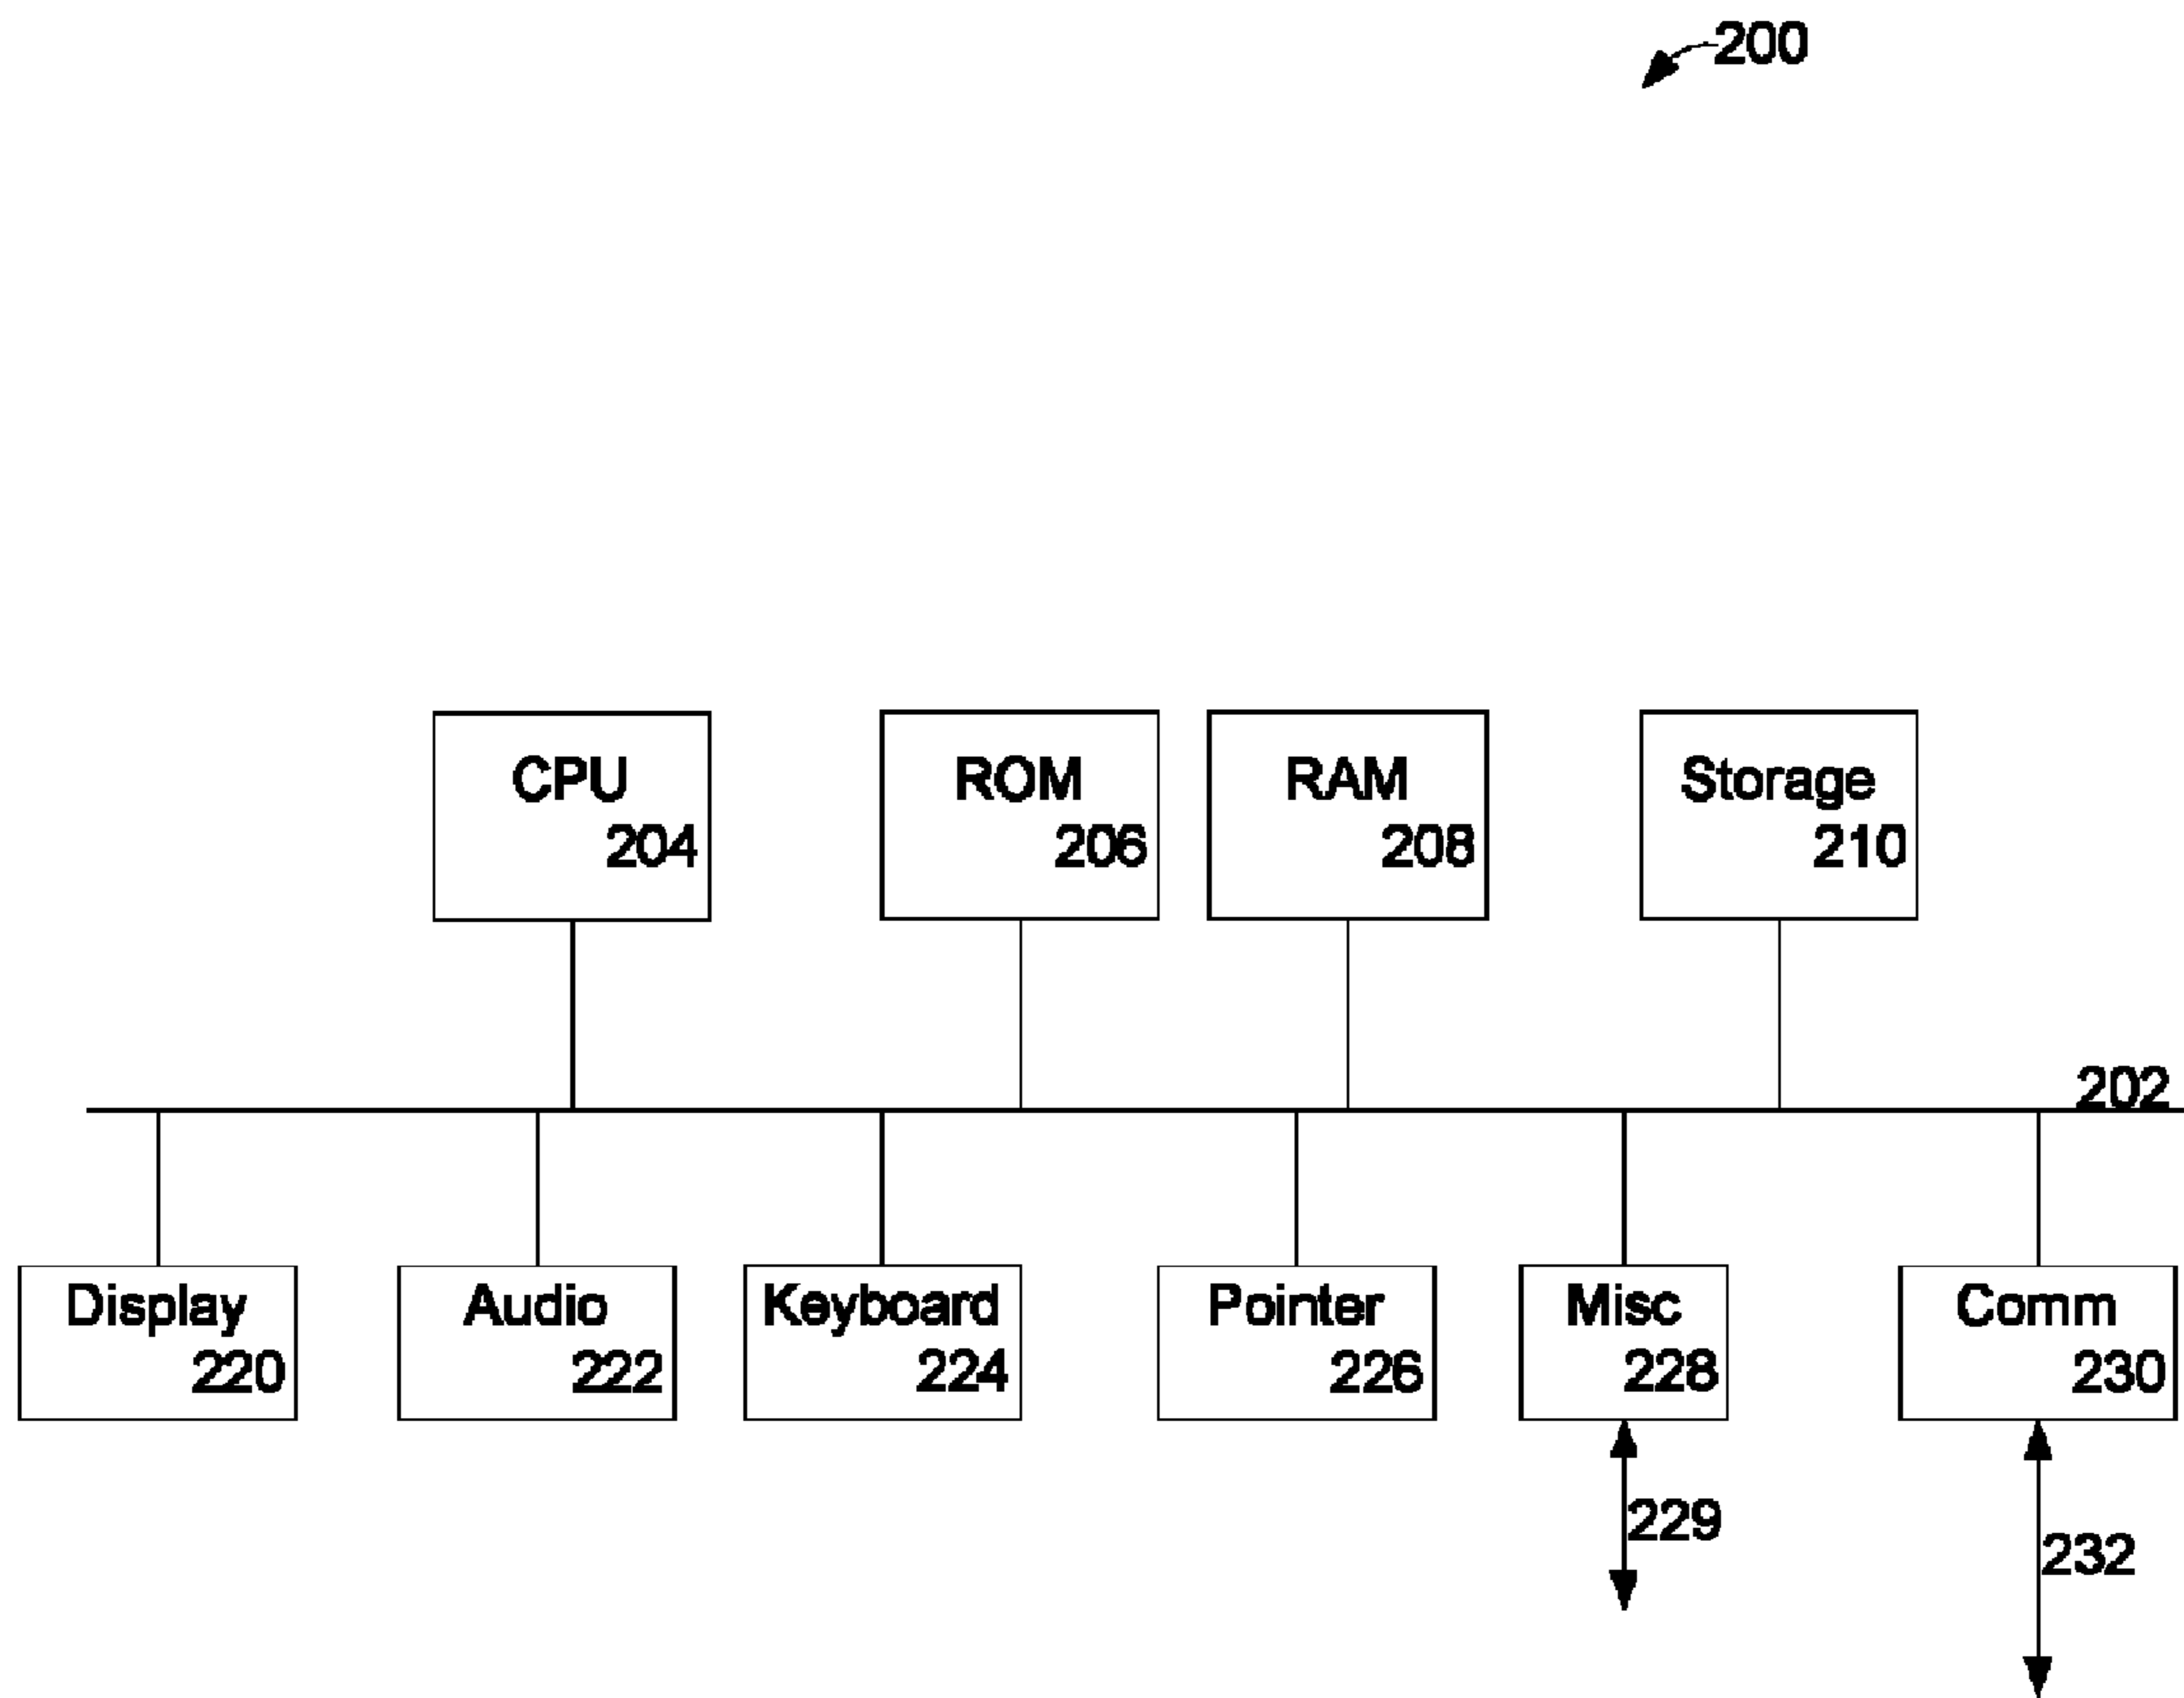 200
CPU
204
ROM
206
RAM
208
Storage
210
202
Display
220
Audio
222
Keyboard
224
Pointer
226
Misc
228
Comm
230
229
232